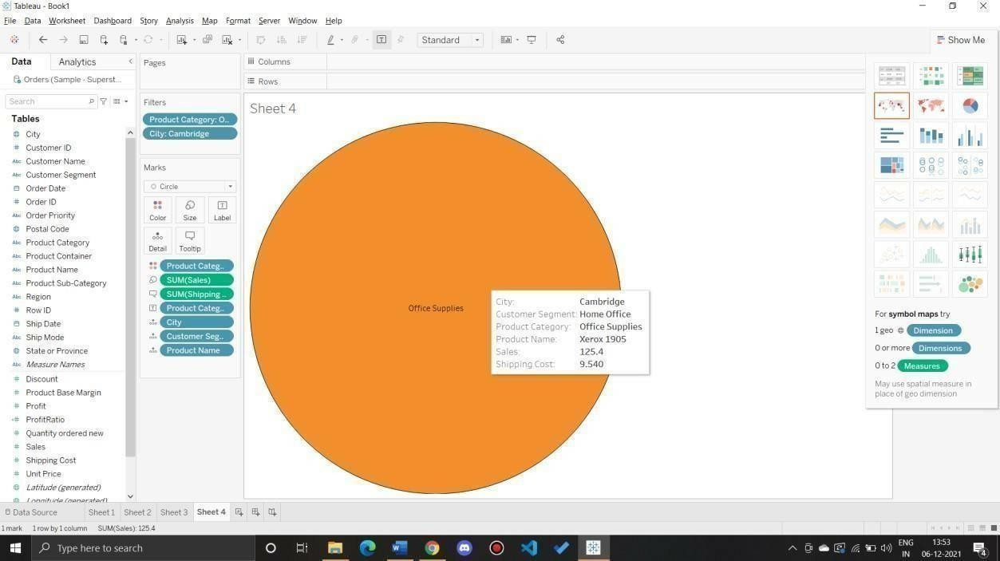 Tableau - Book1
File Data Worksheet Dashboard Story Analysis Map Format Server Window Help
Standard
Show Me
Data Analytics
Pages
Columns
Orders (Sample - Superst...
Rows
Search
Filters
Product Category: O..
City: Cambridge
Sheet 4
Tables
City
Customer ID
Customer Name
Customer Segment
Order Date
Order ID
Order Priority
Postal Code
Product Category
Product Container
Product Name
Product Sub-Category
Region
Row ID
Ship Date
Ship Mode
State or Province
Measure Names
Discount
Product Base Margin
Profit
ProfitRatio
Quantity ordered new
Sales
Shipping Cost
Unit Price
Latitude (generated)
Longitude (generated)
Marks
Circle
Color Size Label
Detail Tooltip
Product Categ..
SUM(Sales)
SUM(Shipping ..
Product Categ..
City
Customer Seg..
Product Name
Office Supplies
City: Cambridge
Customer Segment: Home Office
Product Category: Office Supplies
Product Name: Xerox 1905
Sales: 125.4
Shipping Cost: 9.540
For symbol maps try
1 geo Dimension
0 or more Dimensions
0 to 2 Measures
May use spatial measure in
place of geo dimension
Data Source Sheet 1 Sheet 2 Sheet 3 Sheet 4
1 mark 1 row by 1 column SUM(Sales): 125.4
Type here to search
ENG
IN
13:53
06-12-2021
4